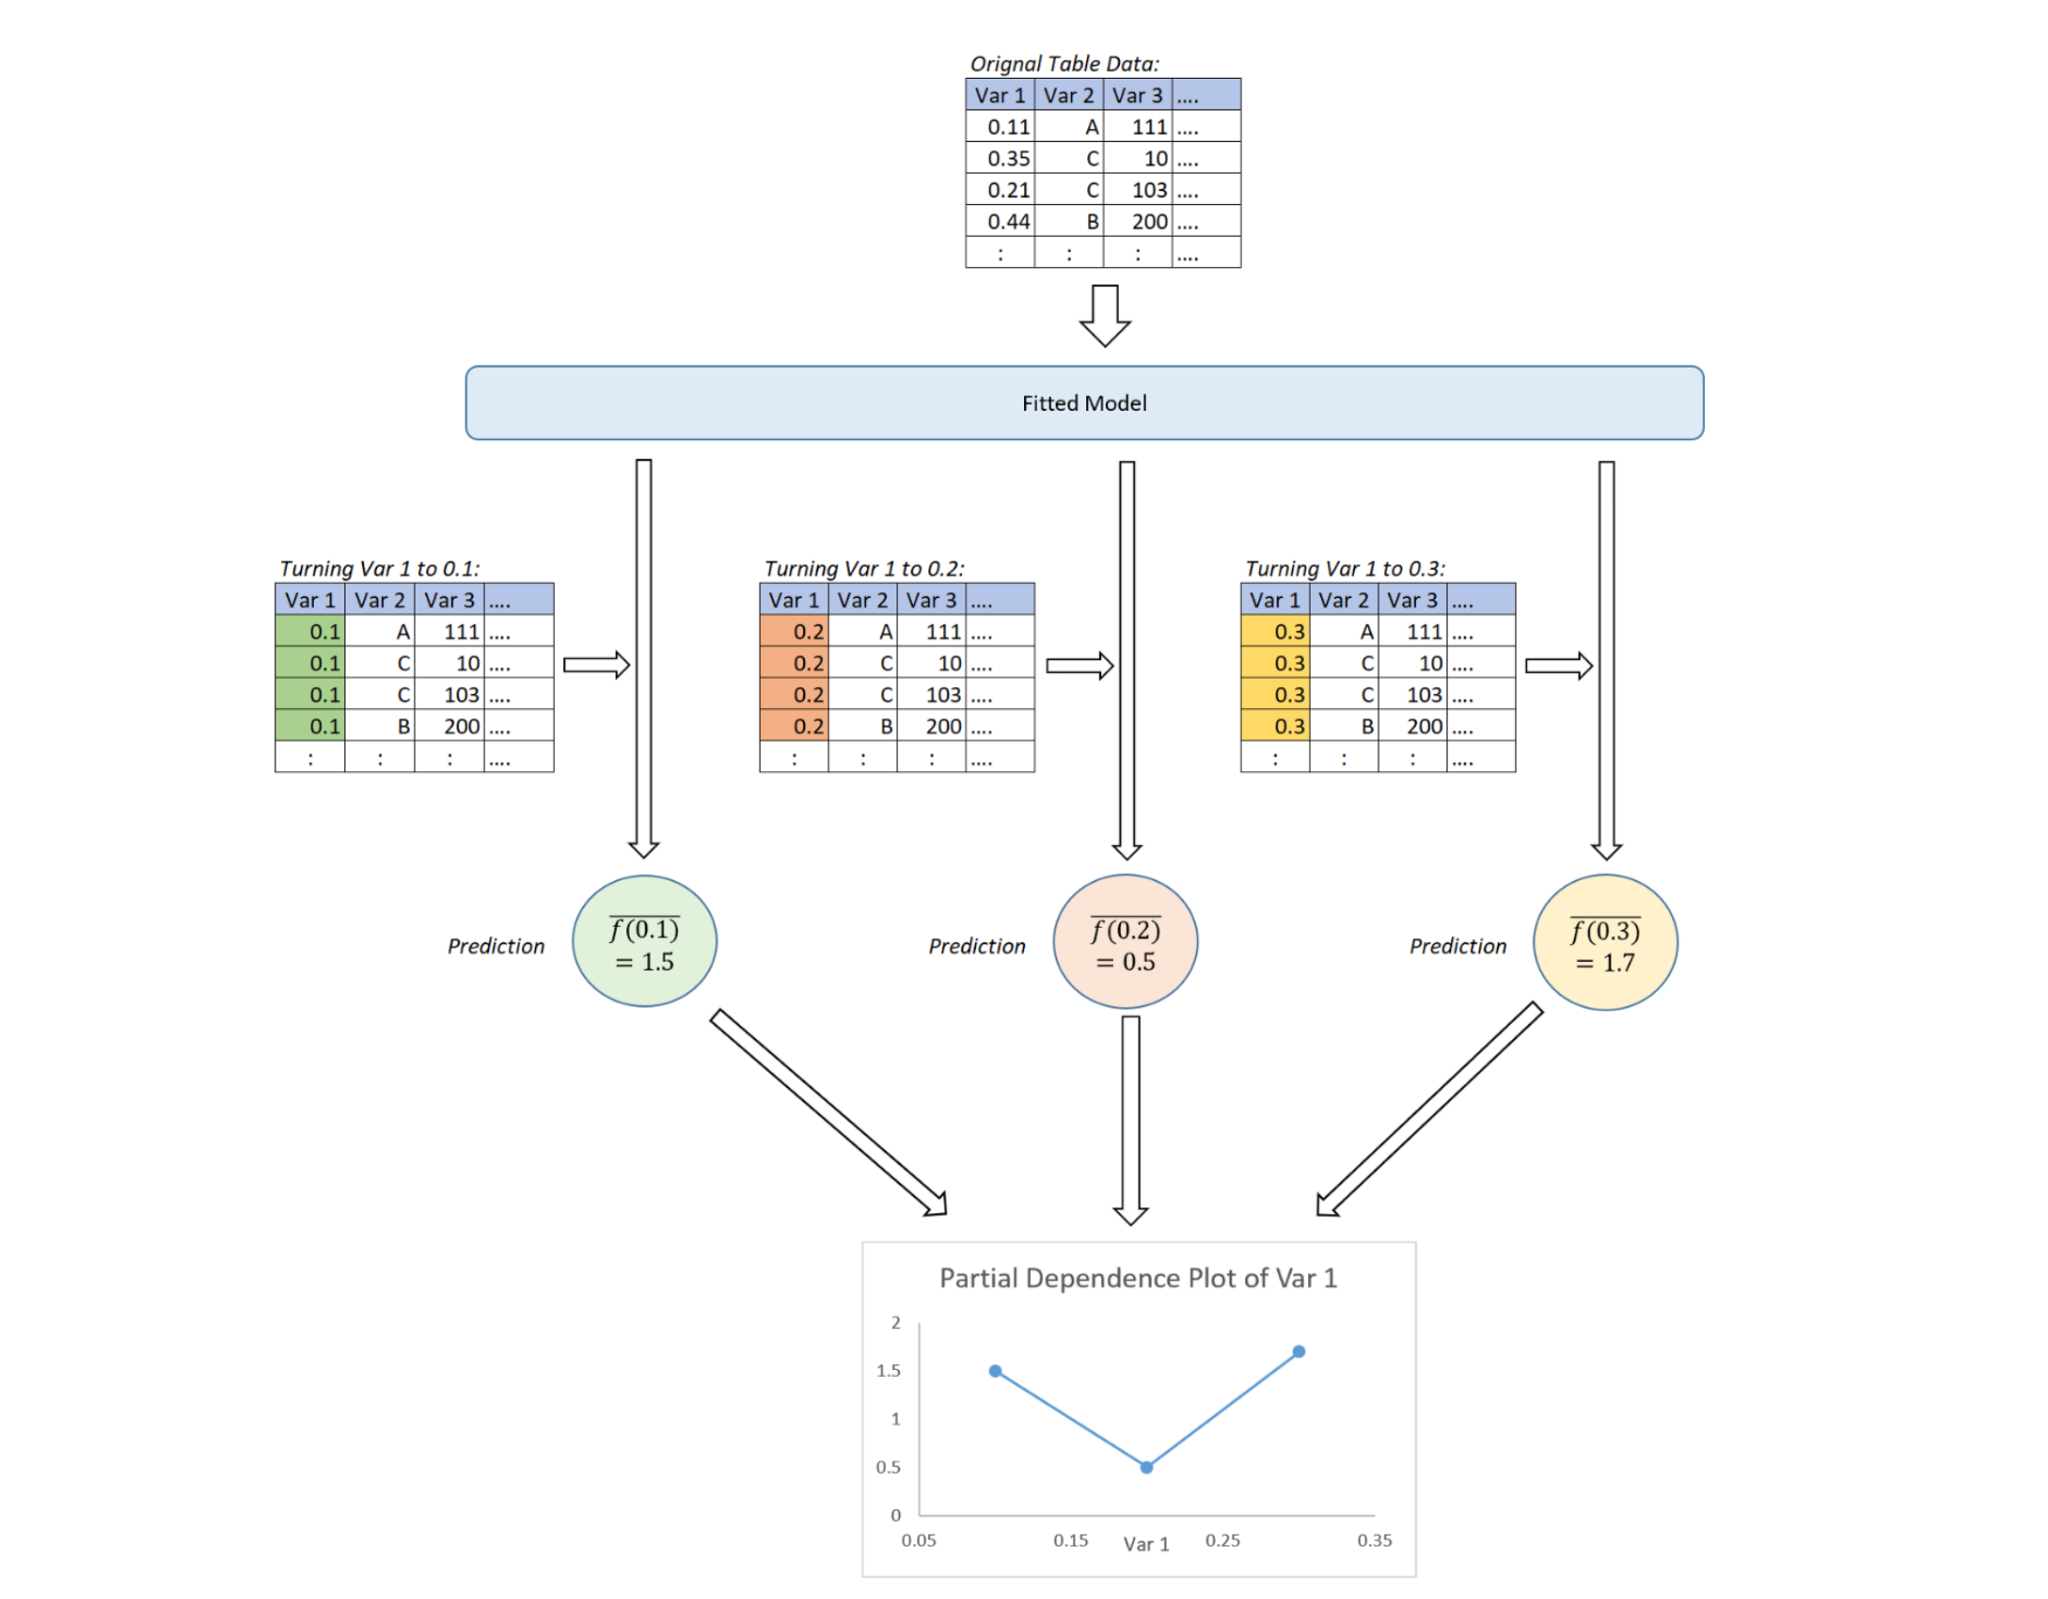 Orignal Table Data:
Var 1 Var 2 Var 3 ....
0.11 A 111 ....
0.35 C 10 ....
0.21 C 103 ....
0.44 B 200 ....
: : : ....
Fitted Model
Turning Var 1 to 0.1:
Var 1 Var 2 Var 3 ....
0.1 A 111 ....
0.1 C 10 ....
0.1 C 103 ....
0.1 B 200 ....
: : : ....
Turning Var 1 to 0.2:
Var 1 Var 2 Var 3 ....
0.2 A 111 ....
0.2 C 10 ....
0.2 C 103 ....
0.2 B 200 ....
: : : ....
Turning Var 1 to 0.3:
Var 1 Var 2 Var 3 ....
0.3 A 111 ....
0.3 C 10 ....
0.3 C 103 ....
0.3 B 200 ....
: : : ....
Prediction
f(0.1)
= 1.5
Prediction
f(0.2)
= 0.5
Prediction
f(0.3)
= 1.7
Partial Dependence Plot of Var 1
2
1.5
1
0.5
0
0.05 0.15 0.25 0.35
Var 1